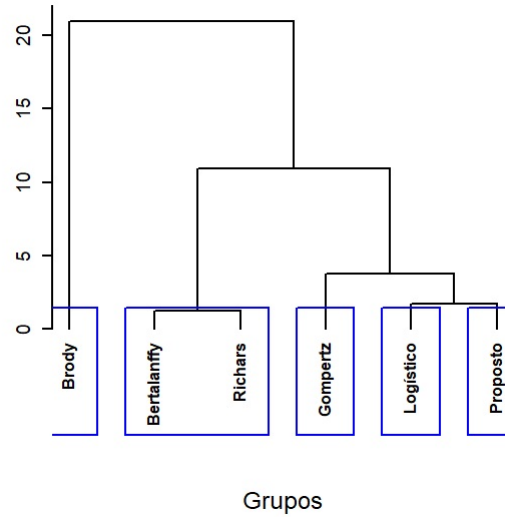 20
15
10
5
0
Brody
Bertalanffy
Richars
Gompertz
Logístico
Proposto
Grupos